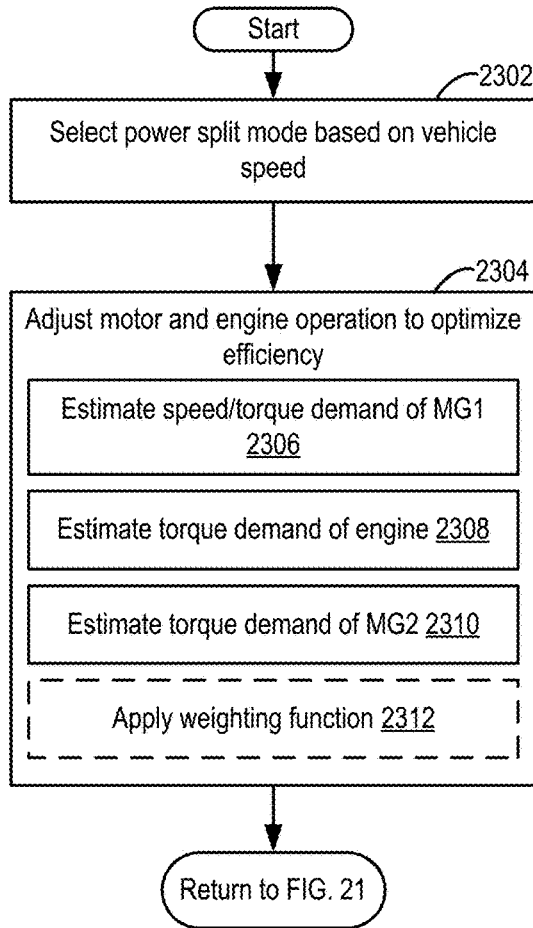 Start
2302
Select power split mode based on vehicle
speed
2304
Adjust motor and engine operation to optimize
efficiency
Estimate speed/torque demand of MG1
2306
Estimate torque demand of engine 2308
Estimate torque demand of MG2 2310
Apply weighting function 2312
Return to FIG. 21